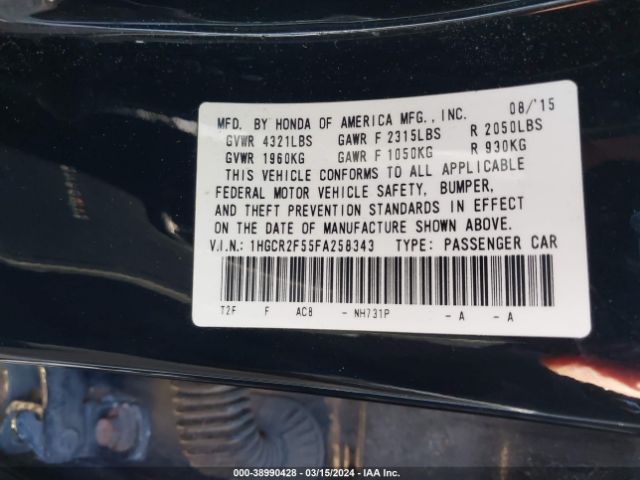 MFD. BY HONDA OF AMERICA MFG., INC. 08/'15
GVWR 4321LBS GAWR F 2315LBS R 2050LBS
GVWR 1960KG GAWR F 1050KG R 930KG
THIS VEHICLE CONFORMS TO ALL APPLICABLE
FEDERAL MOTOR VEHICLE SAFETY, BUMPER,
AND THEFT PREVENTION STANDARDS IN EFFECT
ON THE DATE OF MANUFACTURE SHOWN ABOVE.
V.I.N.: 1HGCR2F55FA258343 TYPE: PASSENGER CAR
T2F F AC8 - NH731P - A - A
000-38990428 - 03/15/2024 - IAA Inc.